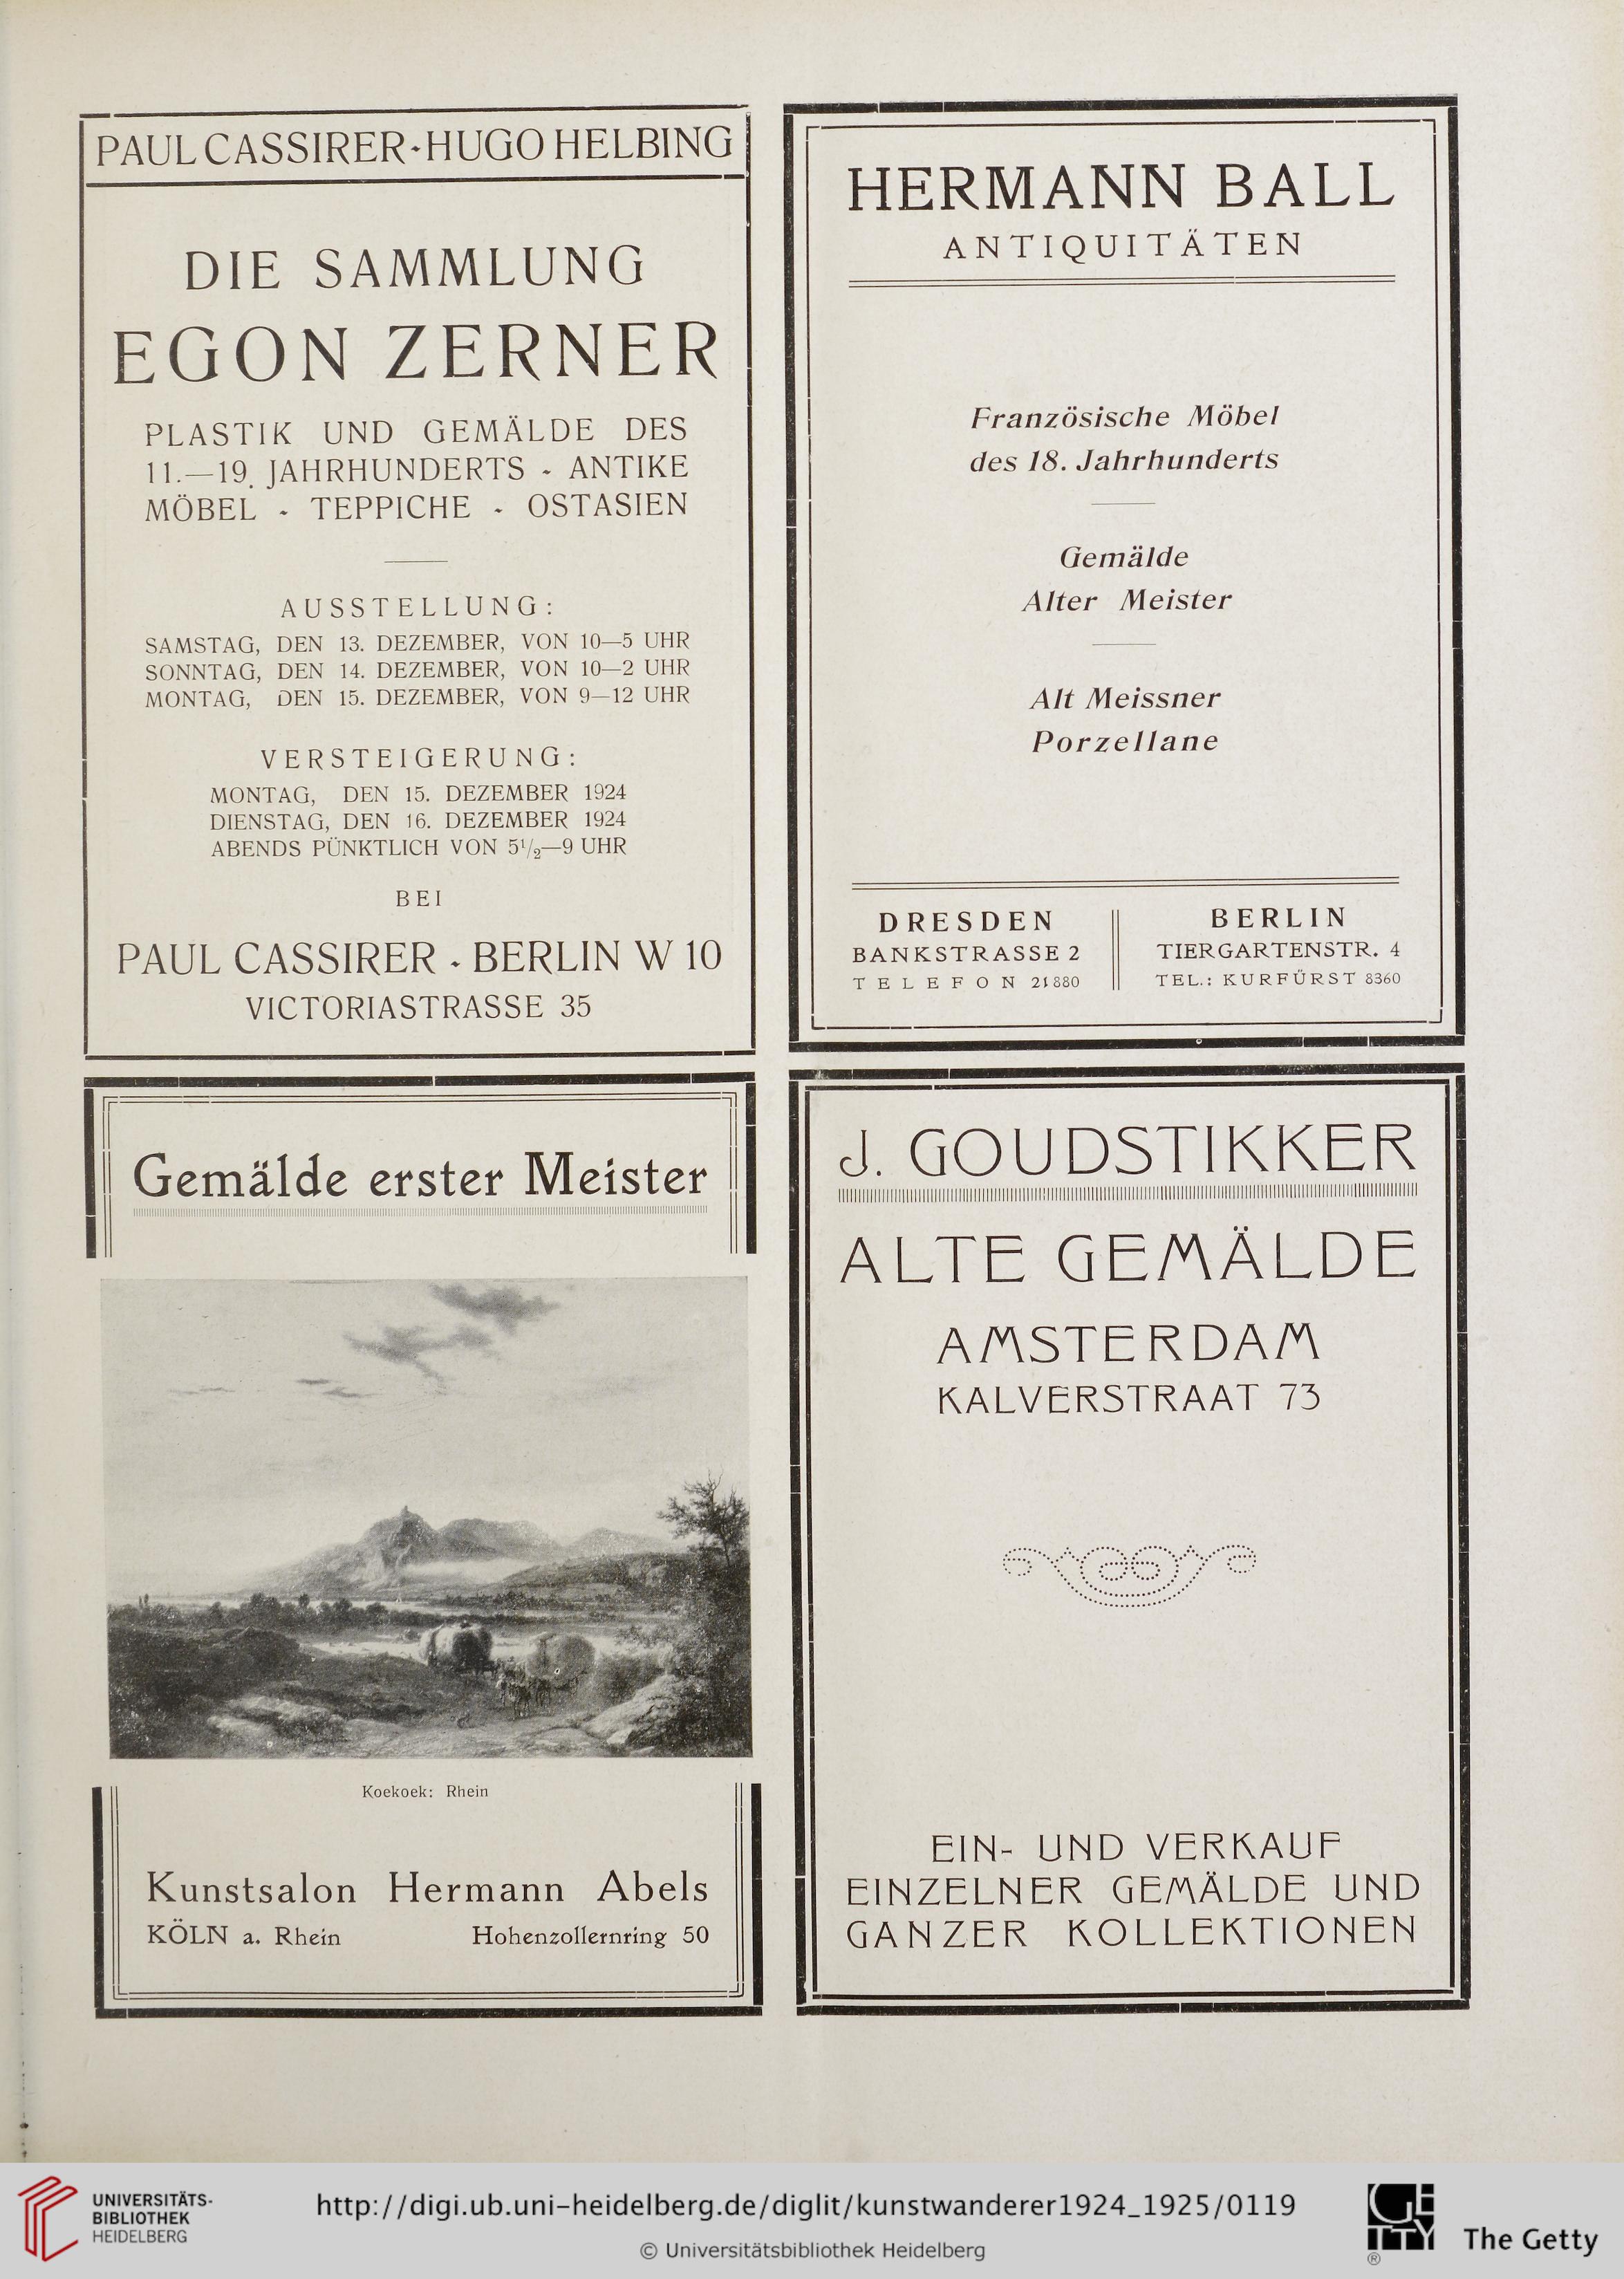 PAUL CASSIRER-HUGO HELBING
DIE SAMMLUNG
EGON ZERNER
PLASTIK UND GEMÄLDE DES
11.—19. JAHRHUNDERTS - ANTIKE
MÖBEL - TEPPICHE - OSTASIEN
AUSSTELLUNG:
SAMSTAG, DEN 13. DEZEMBER, VON 10—5 UHR
SONNTAG, DEN 14. DEZEMBER, VON 10—2 UHR
MONTAG, DEN 15. DEZEMBER, VON 9—12 UHR
VERSTEIGERUNG:
MONTAG, DEN 15. DEZEMBER 1924
DIENSTAG, DEN 16. DEZEMBER 1924
ABENDS PÜNKTLICH VON 5¹/₂—9 UHR
BEI
PAUL CASSIRER - BERLIN W 10
VICTORIASTRASSE 35
HERMANN BALL
ANTIQUITÄTEN
Französische Möbel
des 18. Jahrhunderts
Gemälde
Alter Meister
Alt Meissner
Porzellane
DRESDEN
BANKSTRASSE 2
TELEFON 21880
BERLIN
TIERGARTENSTR. 4
TEL.: KURFÜRST 8360
Gemälde erster Meister
Koekoek: Rhein
Kunstsalon Hermann Abels
KÖLN a. Rhein Hohenzollernring 50
J. GOUDSTIKKER
ALTE GEMÄLDE
AMSTERDAM
KALVERSTRAAT 73
EIN- UND VERKAUF
EINZELNER GEMÄLDE UND
GANZER KOLLEKTIONEN
UNIVERSITÄTS-
BIBLIOTHEK
HEIDELBERG
http://digi.ub.uni-heidelberg.de/diglit/kunstwanderer1924_1925/0119
© Universitätsbibliothek Heidelberg
GETTY
®
The Getty